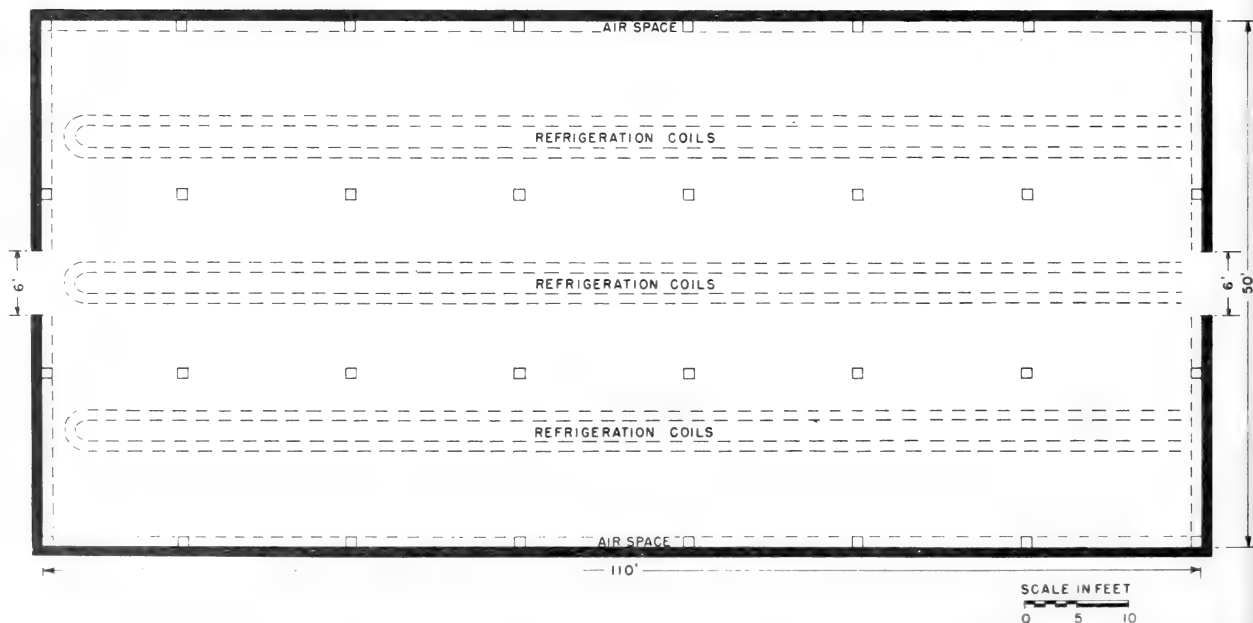 AIR SPACE
REFRIGERATION COILS
6'
REFRIGERATION COILS
6'
50'
REFRIGERATION COILS
AIR SPACE
110'
SCALE IN FEET
0 5 10